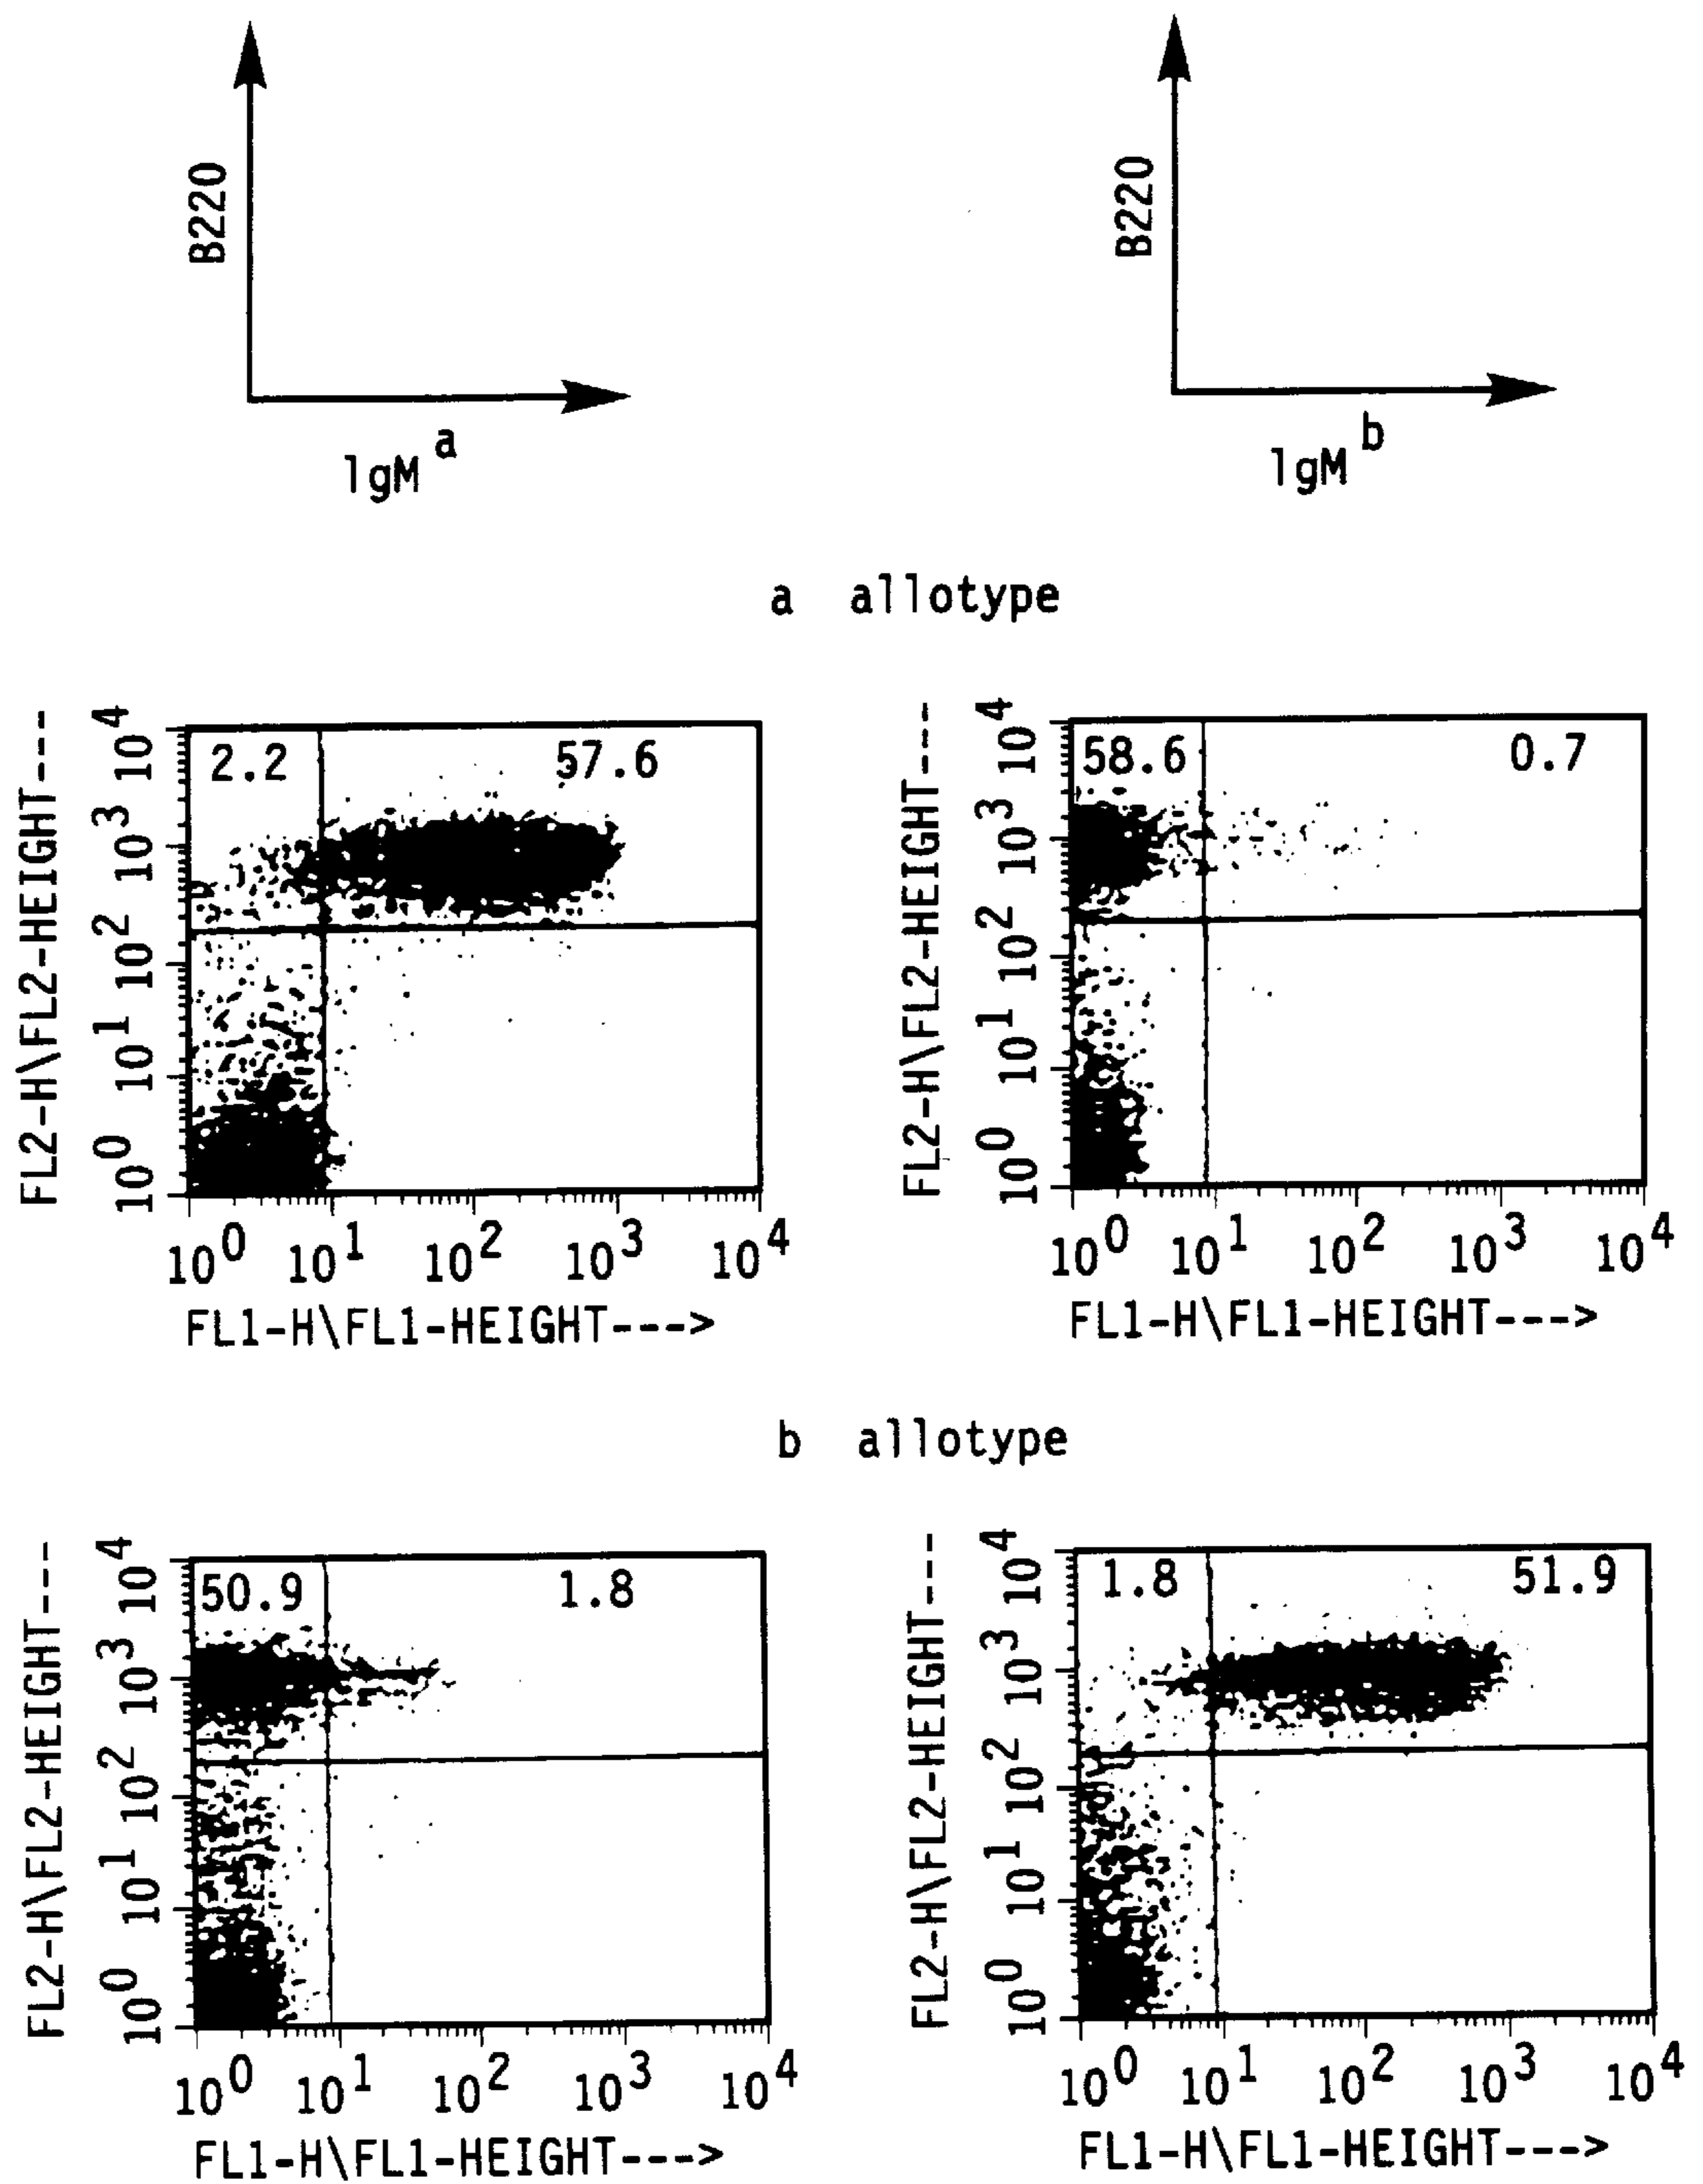 B220
lgM a
B220
lgM b
a allotype
FL2-H\FL2-HEIGHT---
10^4
10^3
10^2
10^1
10^0
2.2
57.6
10^0 10^1 10^2 10^3 10^4
FL1-H\FL1-HEIGHT--->
FL2-H\FL2-HEIGHT---
10^4
10^3
10^2
10^1
10^0
58.6
0.7
10^0 10^1 10^2 10^3 10^4
FL1-H\FL1-HEIGHT--->
b allotype
FL2-H\FL2-HEIGHT---
10^4
10^3
10^2
10^1
10^0
50.9
1.8
10^0 10^1 10^2 10^3 10^4
FL1-H\FL1-HEIGHT--->
FL2-H\FL2-HEIGHT---
10^4
10^3
10^2
10^1
10^0
1.8
51.9
10^0 10^1 10^2 10^3 10^4
FL1-H\FL1-HEIGHT--->